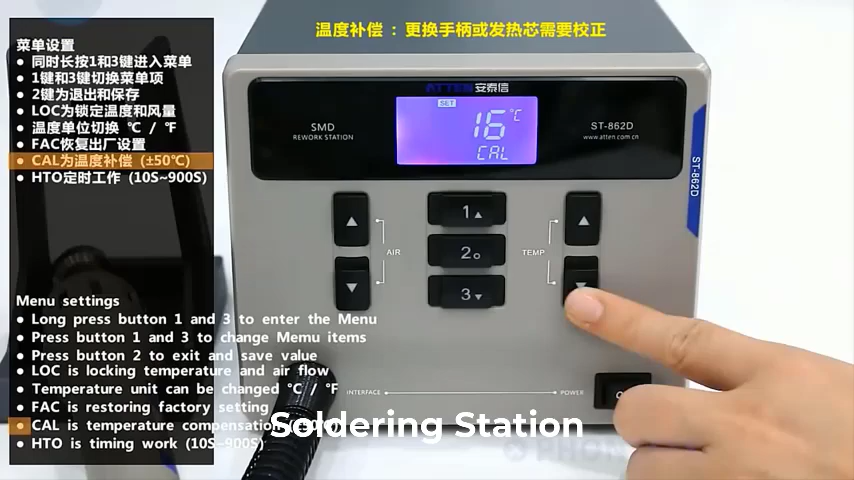 温度补偿 : 更换手柄或发热芯需要校正
菜单设置
● 同时长按1和3键进入菜单
● 1键和3键切换菜单项
● 2键为退出和保存
● LOC为锁定温度和风量
● 温度单位切换 ℃ / ℉
● FAC恢复出厂设置
● CAL为温度补偿 (±50℃)
● HTO定时工作 (10S~900S)
ATTEN 安泰信
SET
16 ℃
CAL
SMD
REWORK STATION
ST-862D
www.atten.com.cn
ST-862D
1▲
2o
3▼
AIR
TEMP
INTERFACE
POWER
Menu settings
● Long press button 1 and 3 to enter the Menu
● Press button 1 and 3 to change Memu items
● Press button 2 to exit and save value
● LOC is locking temperature and air flow
● Temperature unit can be changed ℃ / ℉
● FAC is restoring factory setting
● CAL is temperature compensation (±50℃)
● HTO is timing work (10S~900S)
Soldering Station